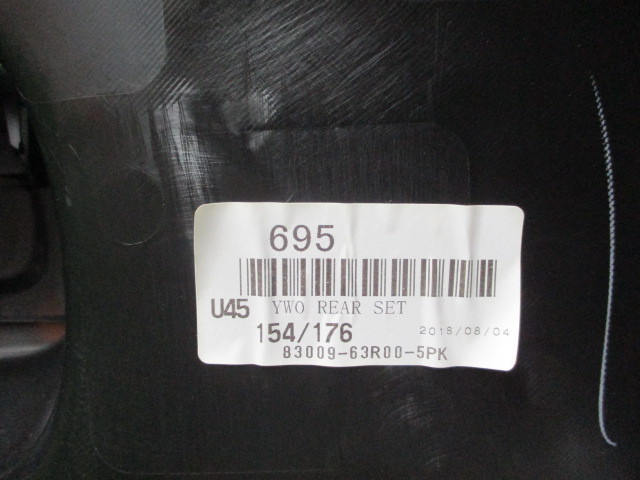 695
U45 YWO REAR SET
154/176 2018/08/04
83009-63R00-5PK